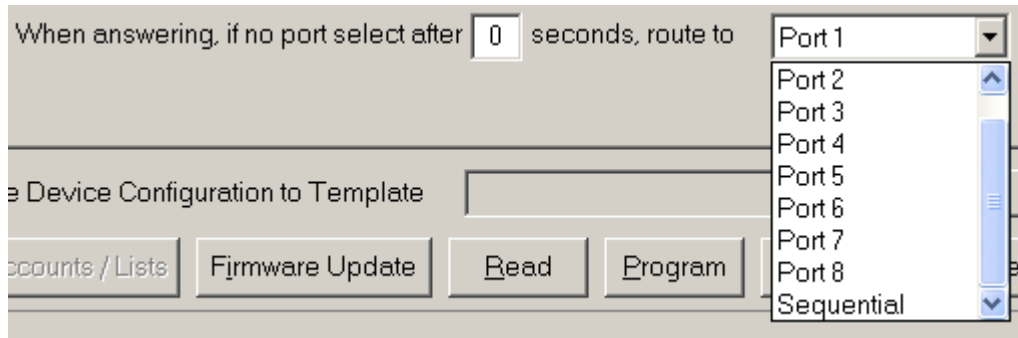 When answering, if no port select after 0 seconds, route to Port 1
Port 2
Port 3
Port 4
Port 5
Port 6
Port 7
Port 8
Sequential
e Device Configuration to Template
ccounts / Lists Firmware Update Read Program e